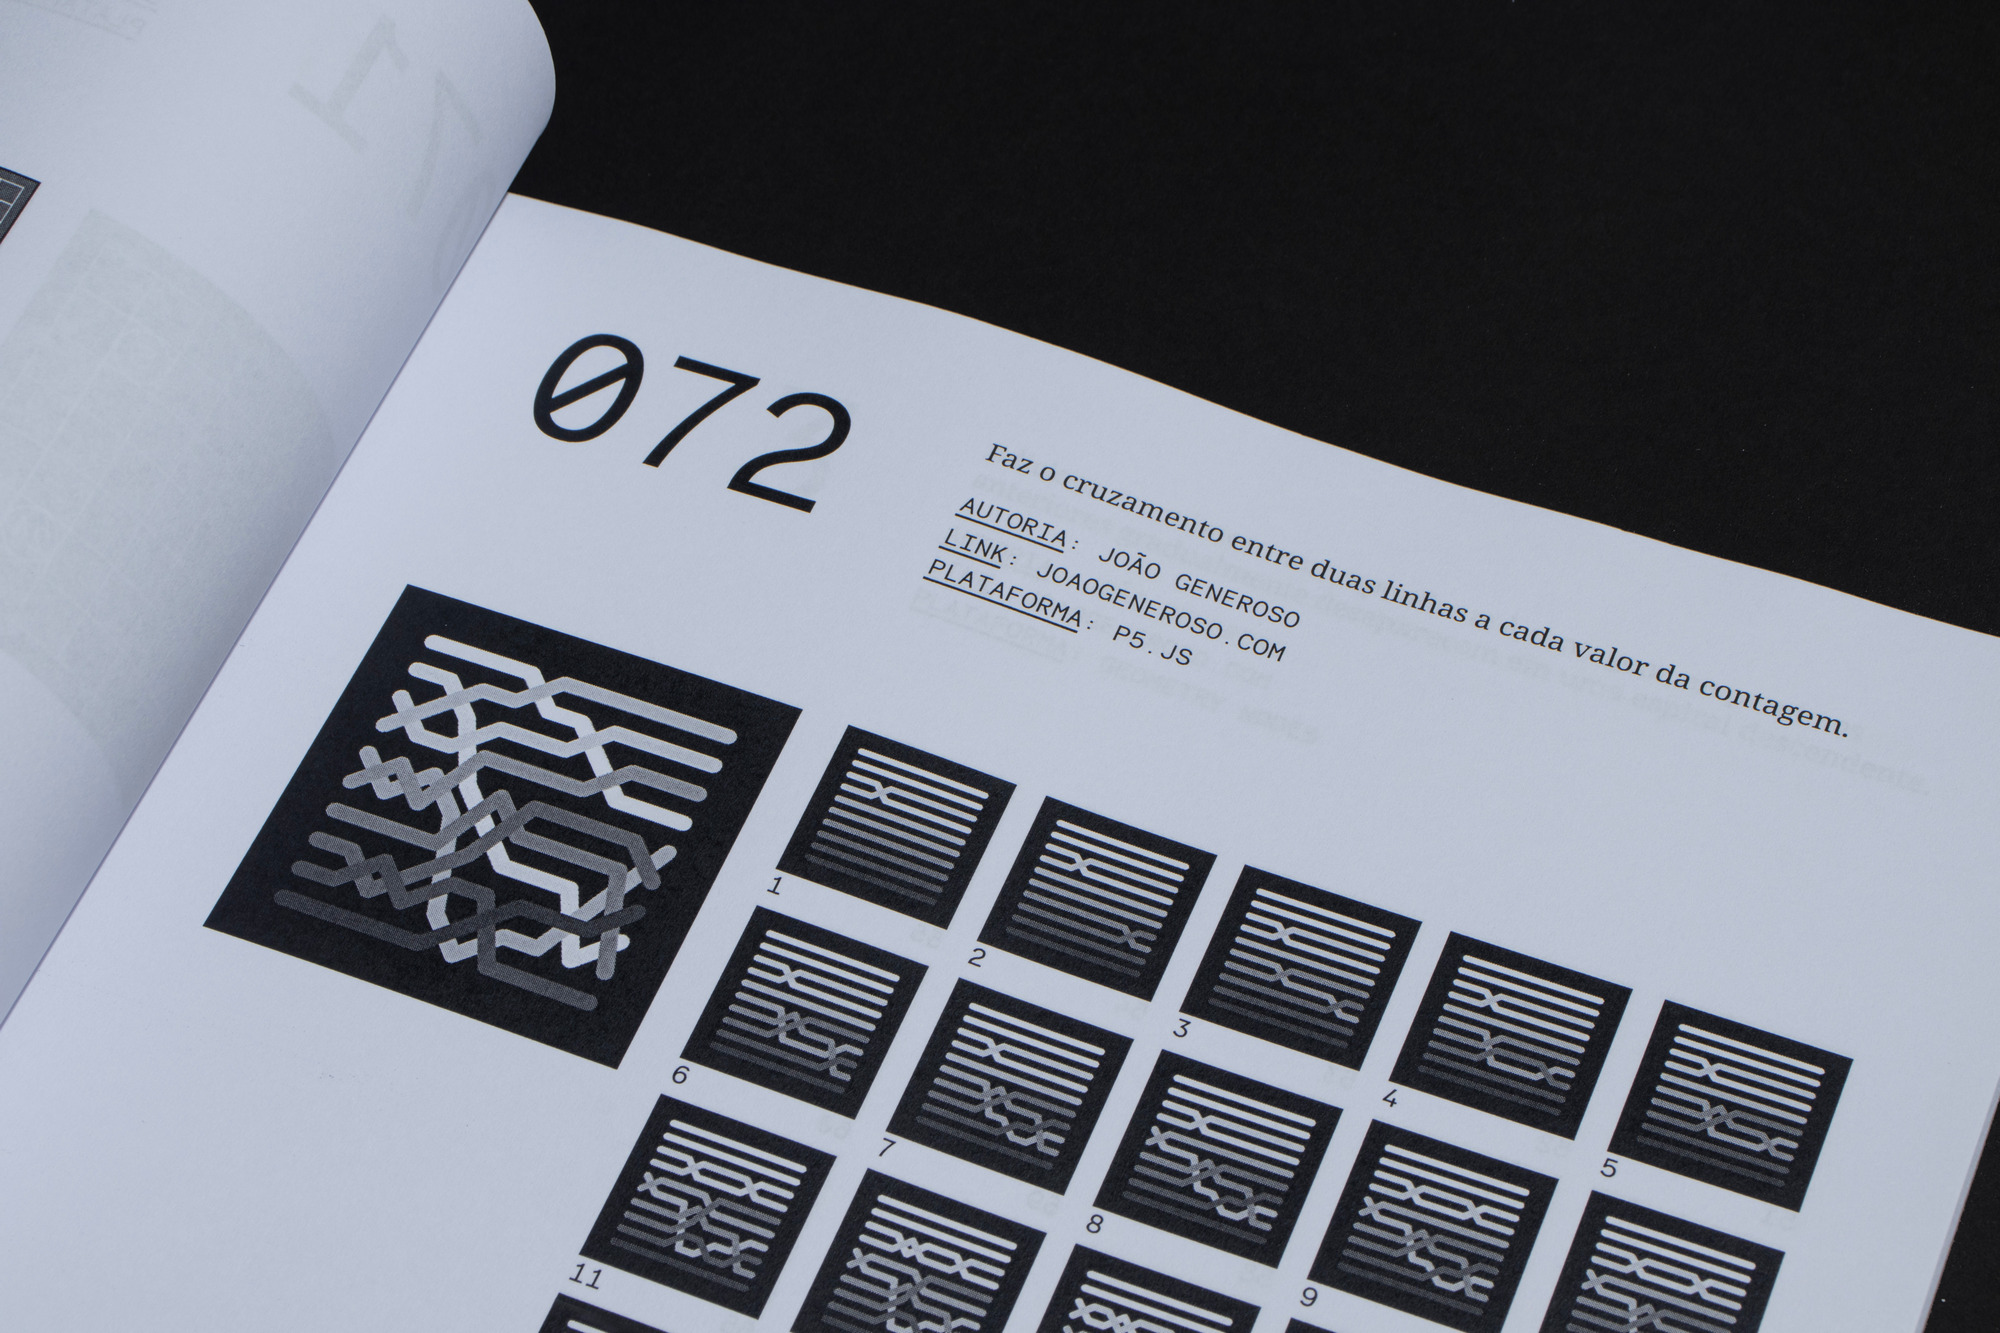 072
Faz o cruzamento entre duas linhas a cada valor da contagem.
AUTORIA: JOÃO GENEROSO
LINK: JOAOGENEROSO.COM
PLATAFORMA: P5.JS
1
2
3
4
5
6
7
8
9
11